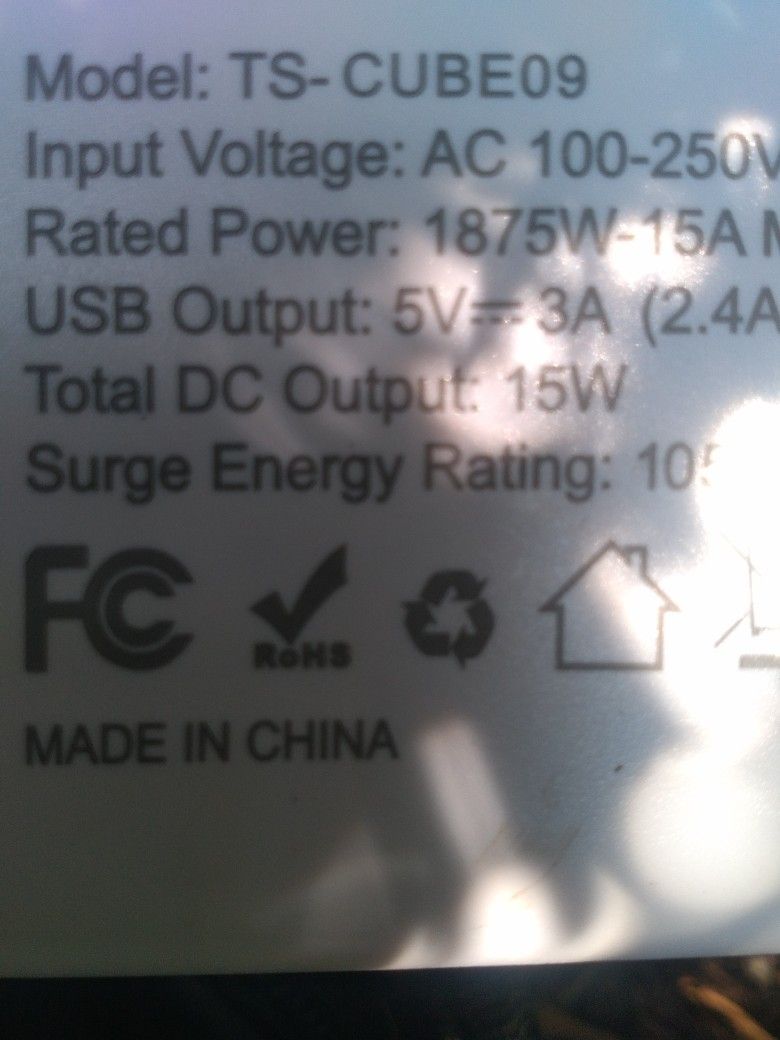 Model: TS-CUBE09
Input Voltage: AC 100-250V
Rated Power: 1875W-15A
USB Output: 5V⎓3A (2.4A
Total DC Output: 15W
Surge Energy Rating:
FC
RoHS
MADE IN CHINA